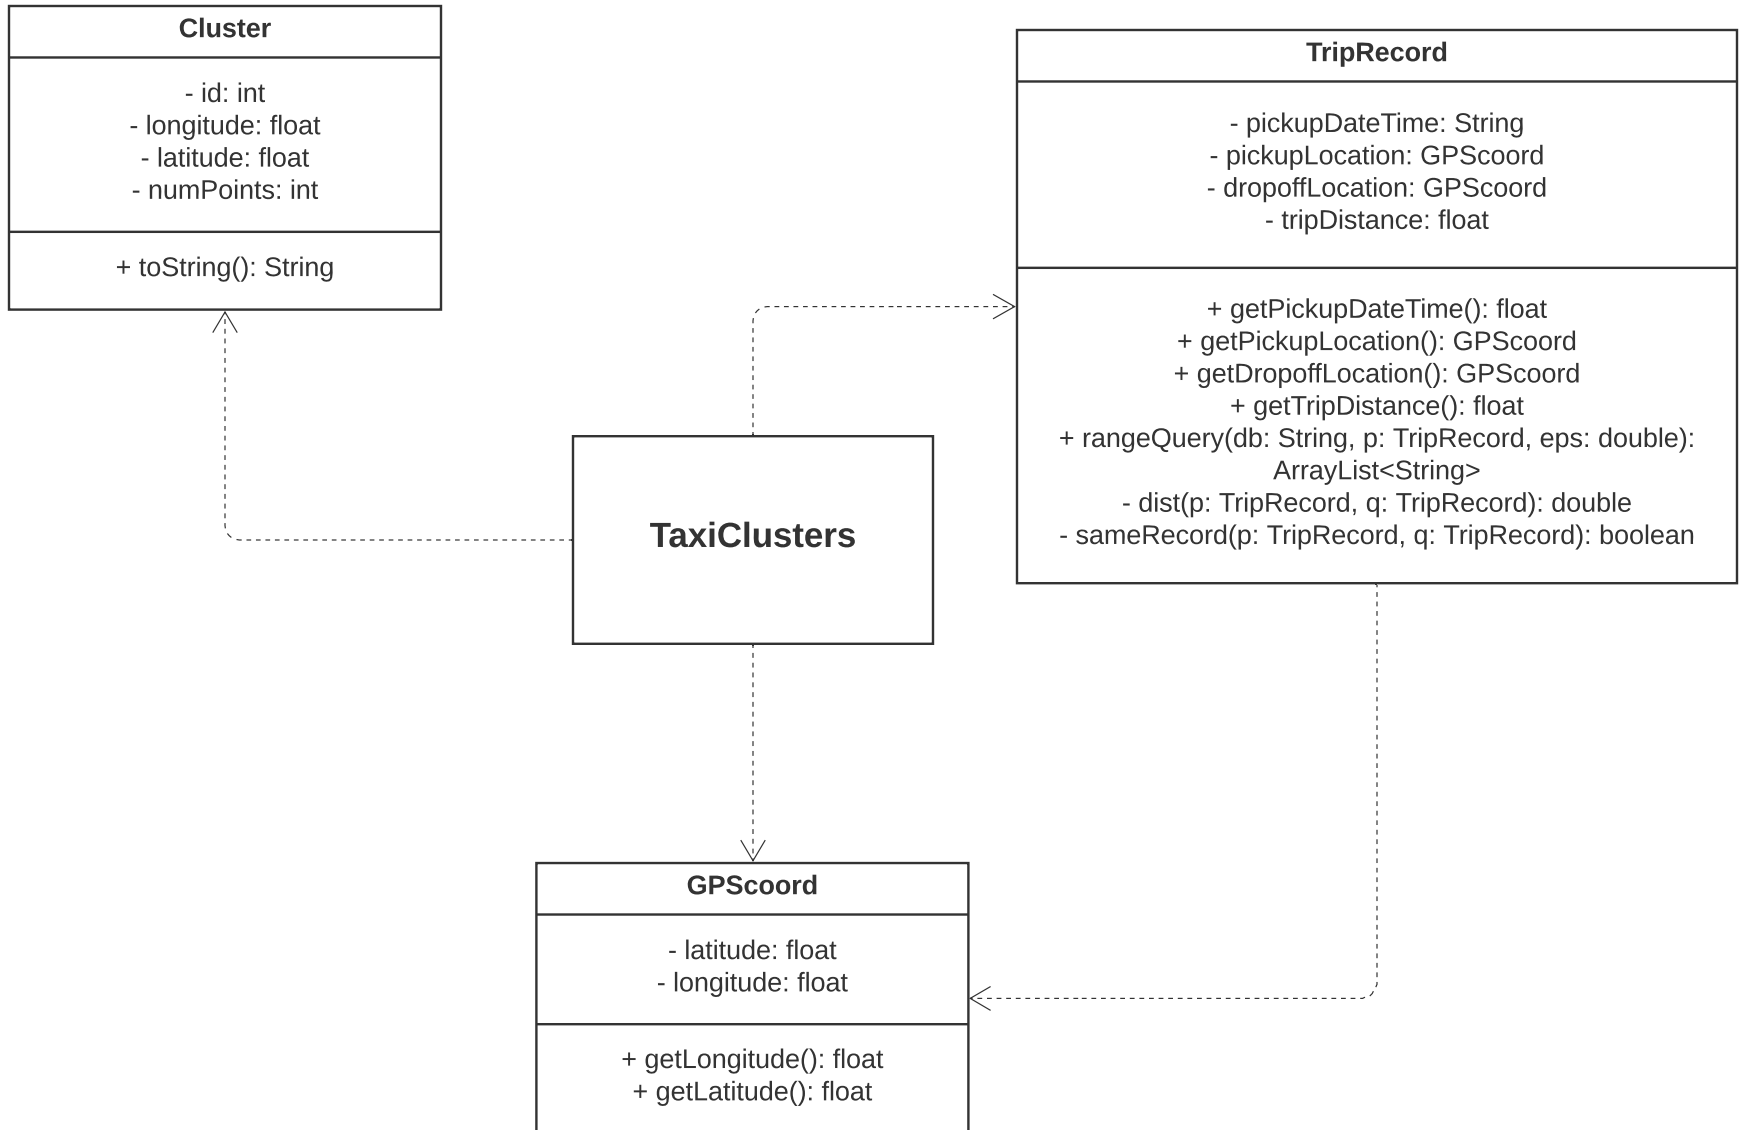 Cluster
- id: int
- longitude: float
- latitude: float
- numPoints: int
+ toString(): String
TripRecord
- pickupDateTime: String
- pickupLocation: GPScoord
- dropoffLocation: GPScoord
- tripDistance: float
+ getPickupDateTime(): float
+ getPickupLocation(): GPScoord
+ getDropoffLocation(): GPScoord
+ getTripDistance(): float
+ rangeQuery(db: String, p: TripRecord, eps: double):
ArrayList<String>
- dist(p: TripRecord, q: TripRecord): double
- sameRecord(p: TripRecord, q: TripRecord): boolean
TaxiClusters
GPScoord
- latitude: float
- longitude: float
+ getLongitude(): float
+ getLatitude(): float